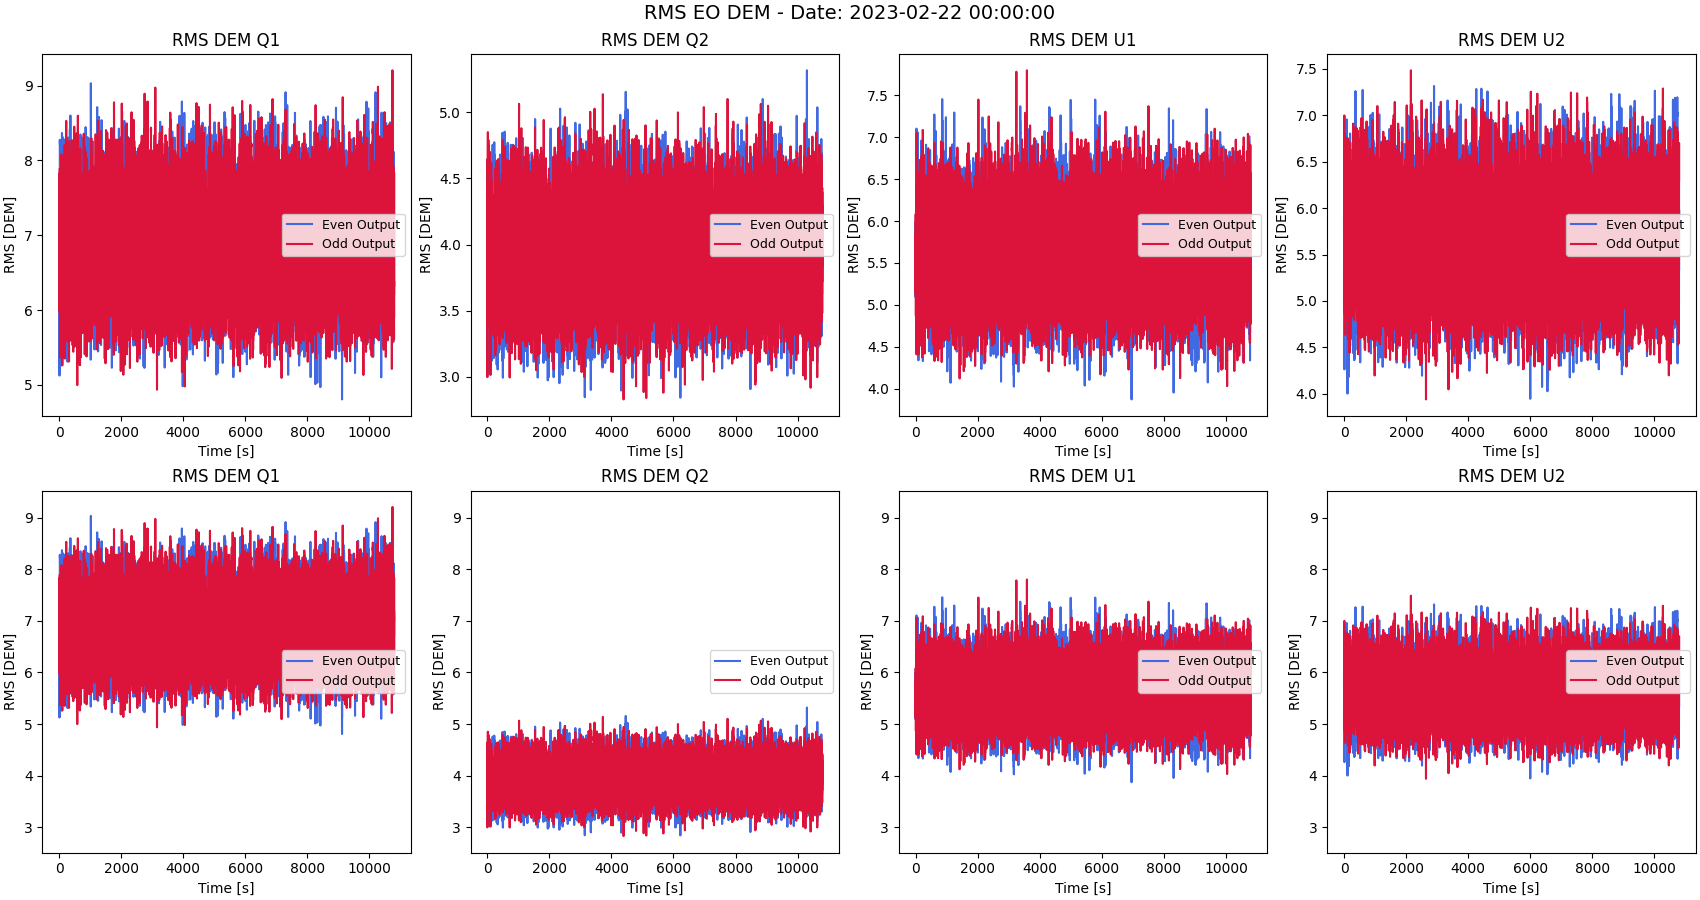 RMS EO DEM - Date: 2023-02-22 00:00:00
RMS DEM Q1
RMS [DEM]
9
8
7
6
5
0 2000 4000 6000 8000 10000
Time [s]
Even Output
Odd Output
RMS DEM Q2
RMS [DEM]
5.0
4.5
4.0
3.5
3.0
0 2000 4000 6000 8000 10000
Time [s]
Even Output
Odd Output
RMS DEM U1
RMS [DEM]
7.5
7.0
6.5
6.0
5.5
5.0
4.5
4.0
0 2000 4000 6000 8000 10000
Time [s]
Even Output
Odd Output
RMS DEM U2
RMS [DEM]
7.5
7.0
6.5
6.0
5.5
5.0
4.5
4.0
0 2000 4000 6000 8000 10000
Time [s]
Even Output
Odd Output
RMS DEM Q1
RMS [DEM]
9
8
7
6
5
4
3
0 2000 4000 6000 8000 10000
Time [s]
Even Output
Odd Output
RMS DEM Q2
RMS [DEM]
9
8
7
6
5
4
3
0 2000 4000 6000 8000 10000
Time [s]
Even Output
Odd Output
RMS DEM U1
RMS [DEM]
9
8
7
6
5
4
3
0 2000 4000 6000 8000 10000
Time [s]
Even Output
Odd Output
RMS DEM U2
RMS [DEM]
9
8
7
6
5
4
3
0 2000 4000 6000 8000 10000
Time [s]
Even Output
Odd Output